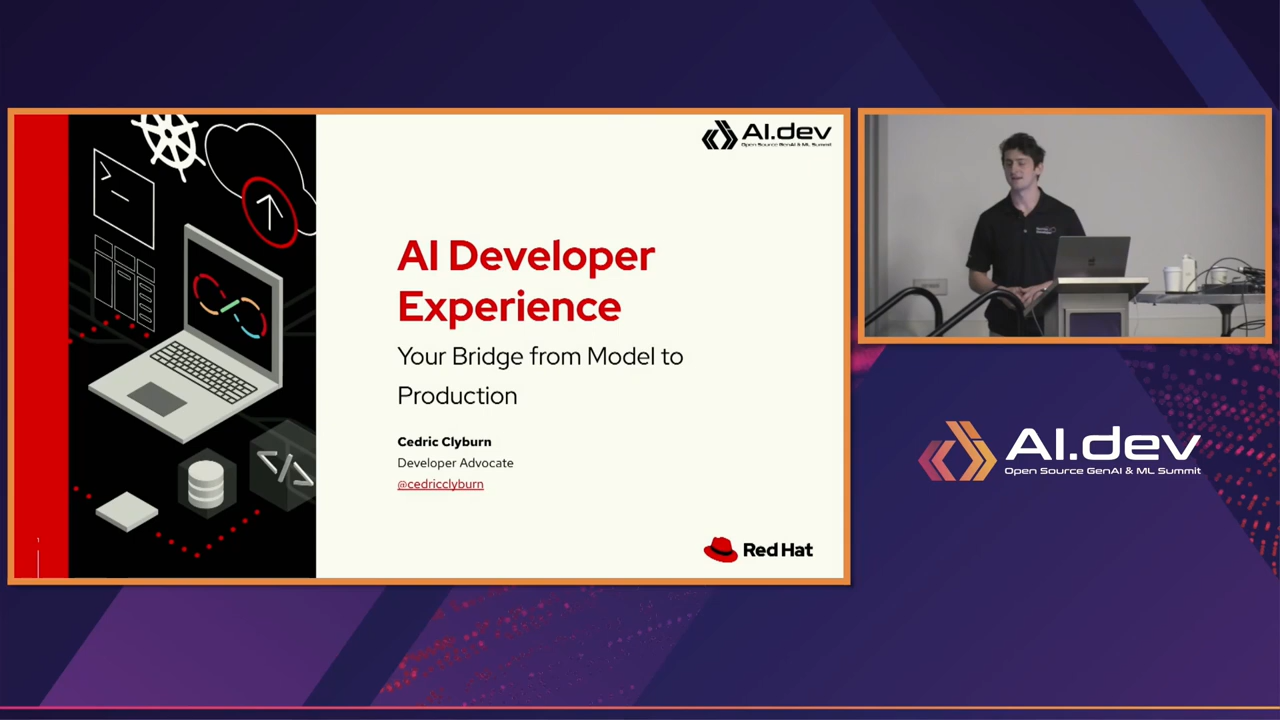 AI.dev
Open Source GenAI & ML Summit
AI Developer
Experience
Your Bridge from Model to
Production
Cedric Clyburn
Developer Advocate
@cedricclyburn
Red Hat
1
AI.dev
Open Source GenAI & ML Summit